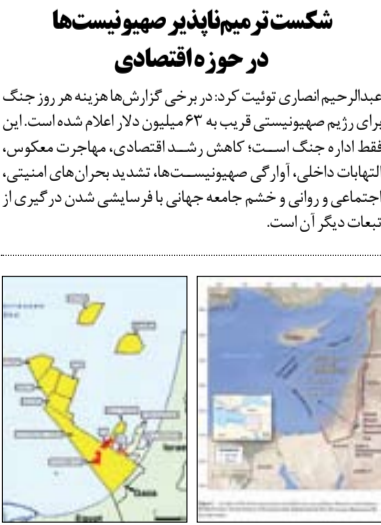 شکست ترمیم‌ناپذیر صهیونیست‌ها
در حوزه اقتصادی
عبدالرحیم انصاری توئیت کرد: در برخی گزارش‌ها هزینه هر روز جنگ
برای رژیم صهیونیستی قریب به ۶۳ میلیون دلار اعلام شده است. این
فقط اداره جنگ است؛ کاهش رشد اقتصادی، مهاجرت معکوس،
التهابات داخلی، آوارگی صهیونیست‌ها، تشدید بحران‌های امنیتی،
اجتماعی و روانی و خشم جامعه جهانی با فرسایشی شدن درگیری از
تبعات دیگر آن است.
Israel
Gaza
Egypt